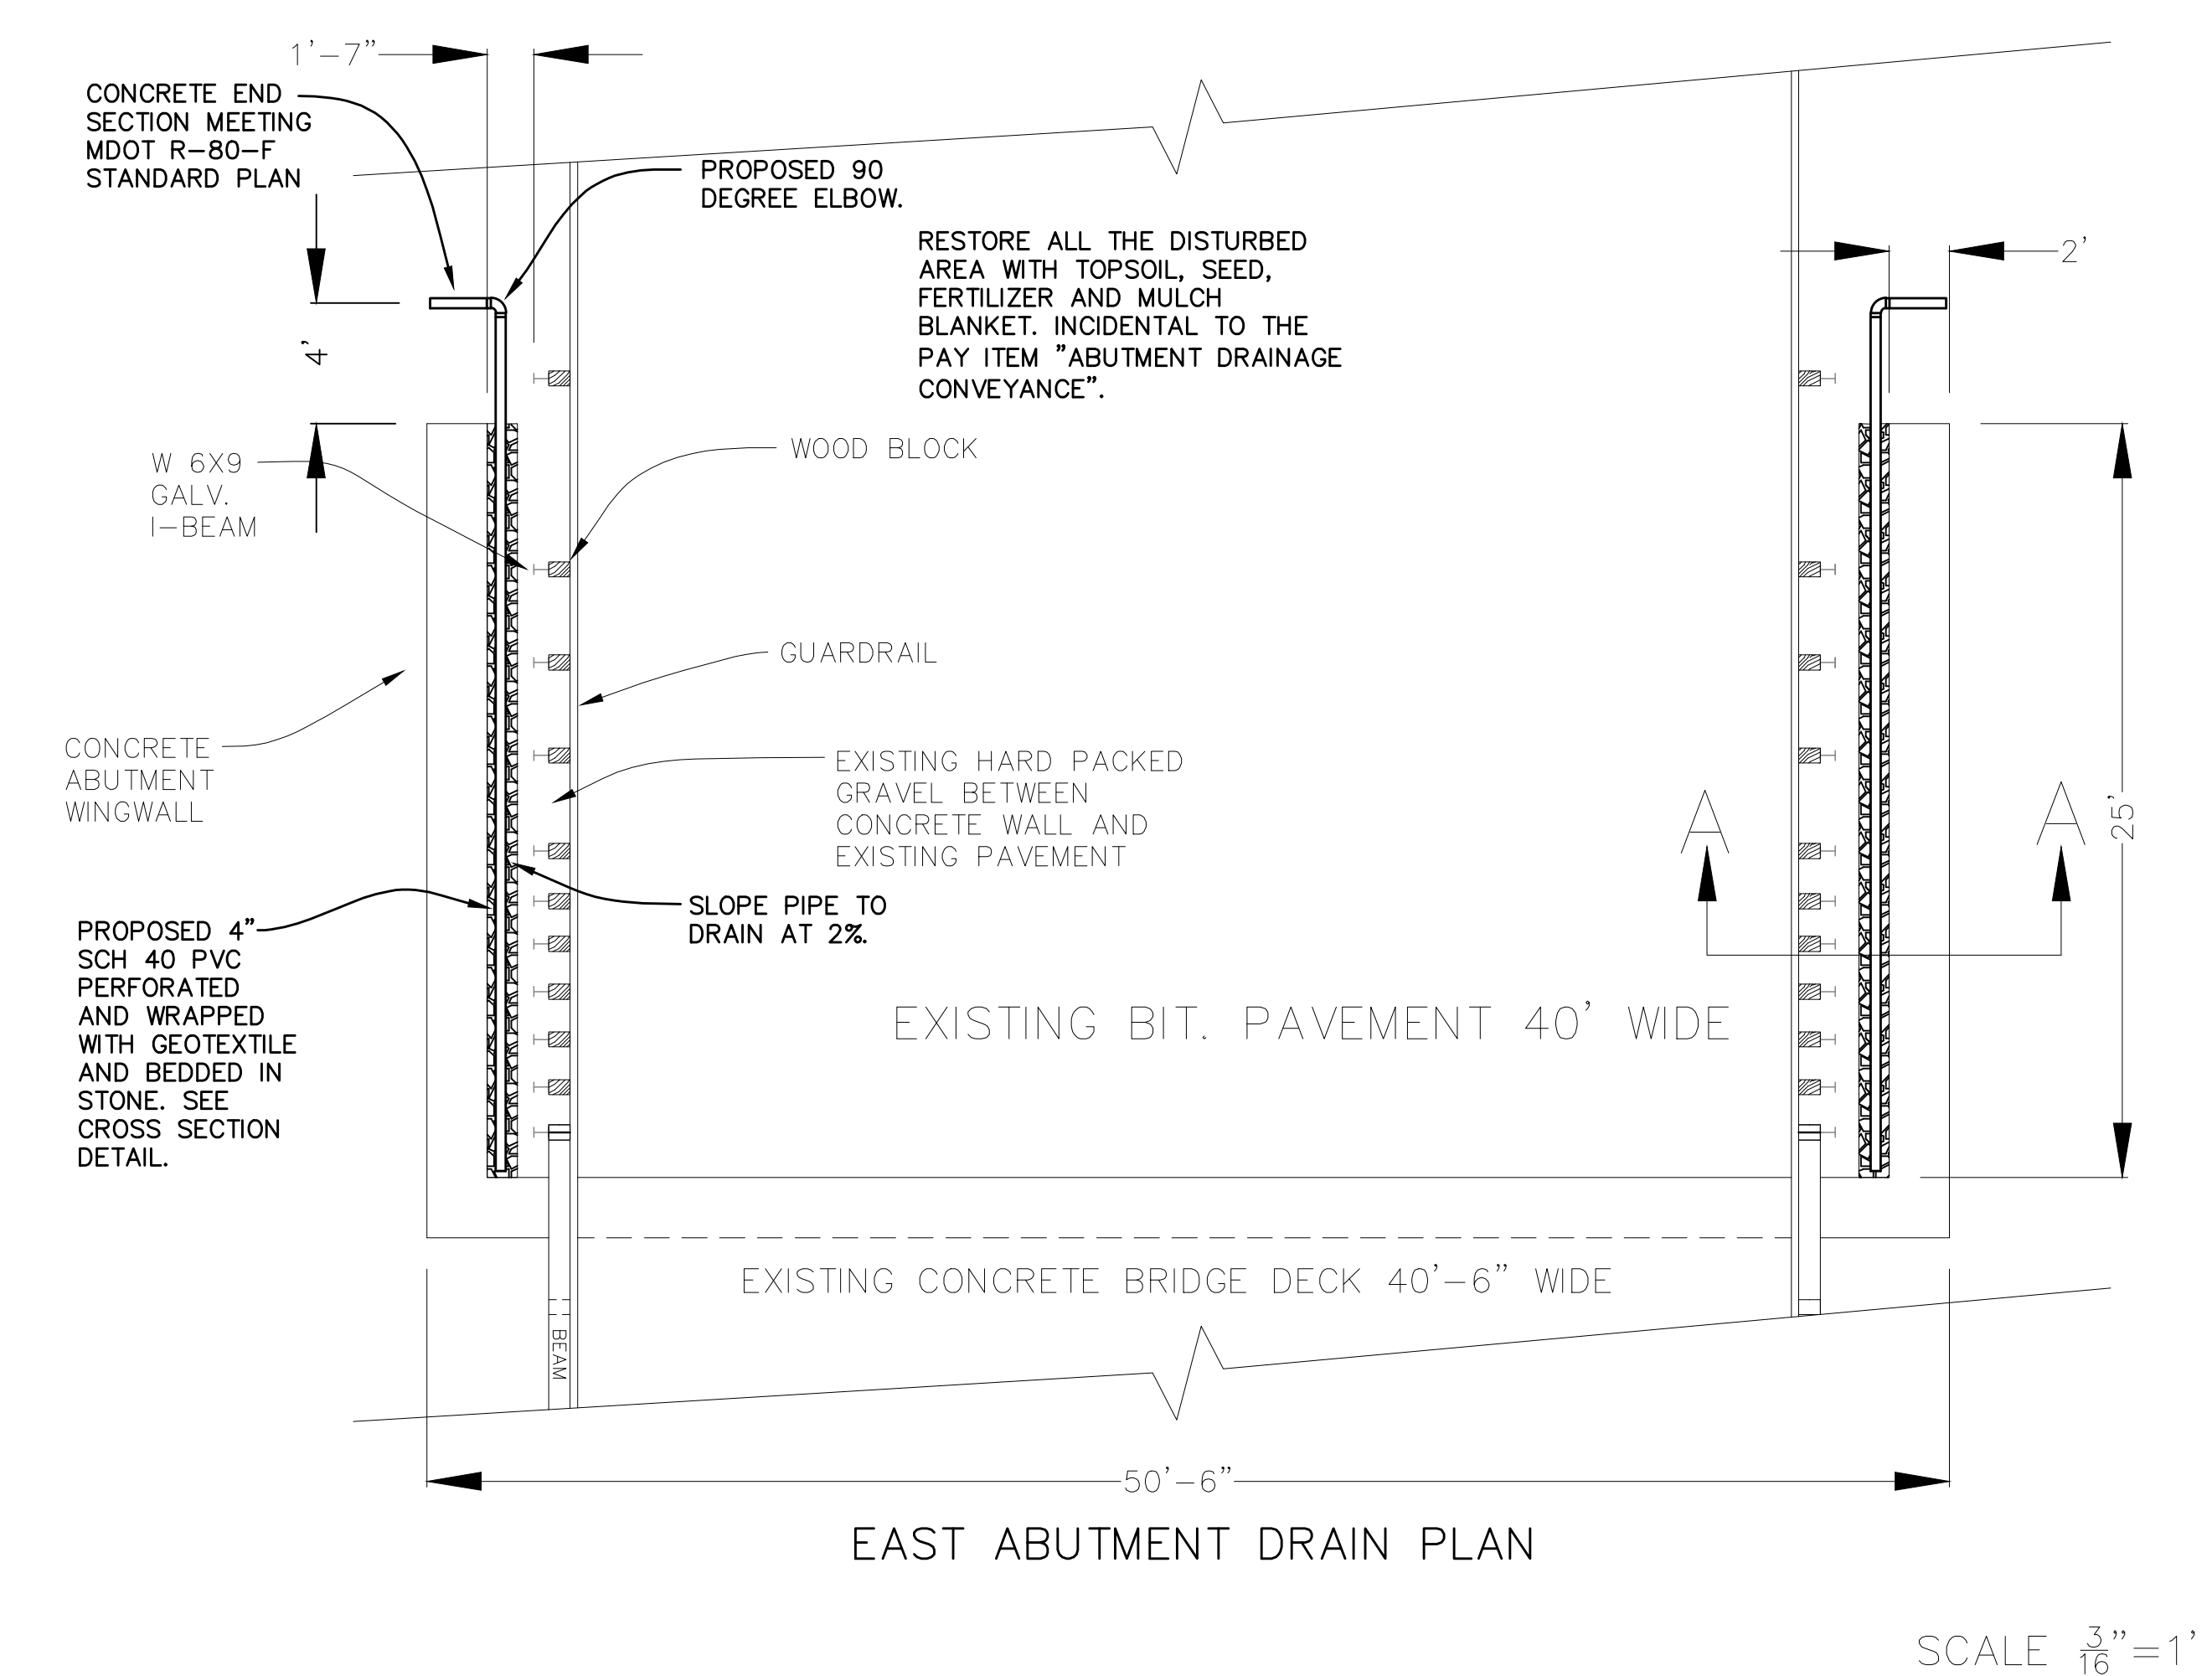 1'-7"
CONCRETE END
SECTION MEETING
MDOT R-80-F
STANDARD PLAN
PROPOSED 90
DEGREE ELBOW.
RESTORE ALL THE DISTURBED
AREA WITH TOPSOIL, SEED,
FERTILIZER AND MULCH
BLANKET. INCIDENTAL TO THE
PAY ITEM "ABUTMENT DRAINAGE
CONVEYANCE".
2'
4'
W 6X9
GALV.
I-BEAM
WOOD BLOCK
GUARDRAIL
CONCRETE
ABUTMENT
WINGWALL
EXISTING HARD PACKED
GRAVEL BETWEEN
CONCRETE WALL AND
EXISTING PAVEMENT
A
A
25'
SLOPE PIPE TO
DRAIN AT 2%.
PROPOSED 4"
SCH 40 PVC
PERFORATED
AND WRAPPED
WITH GEOTEXTILE
AND BEDDED IN
STONE. SEE
CROSS SECTION
DETAIL.
EXISTING BIT. PAVEMENT 40' WIDE
EXISTING CONCRETE BRIDGE DECK 40'-6" WIDE
BEAM
50'-6"
EAST ABUTMENT DRAIN PLAN
SCALE 3/16"=1'